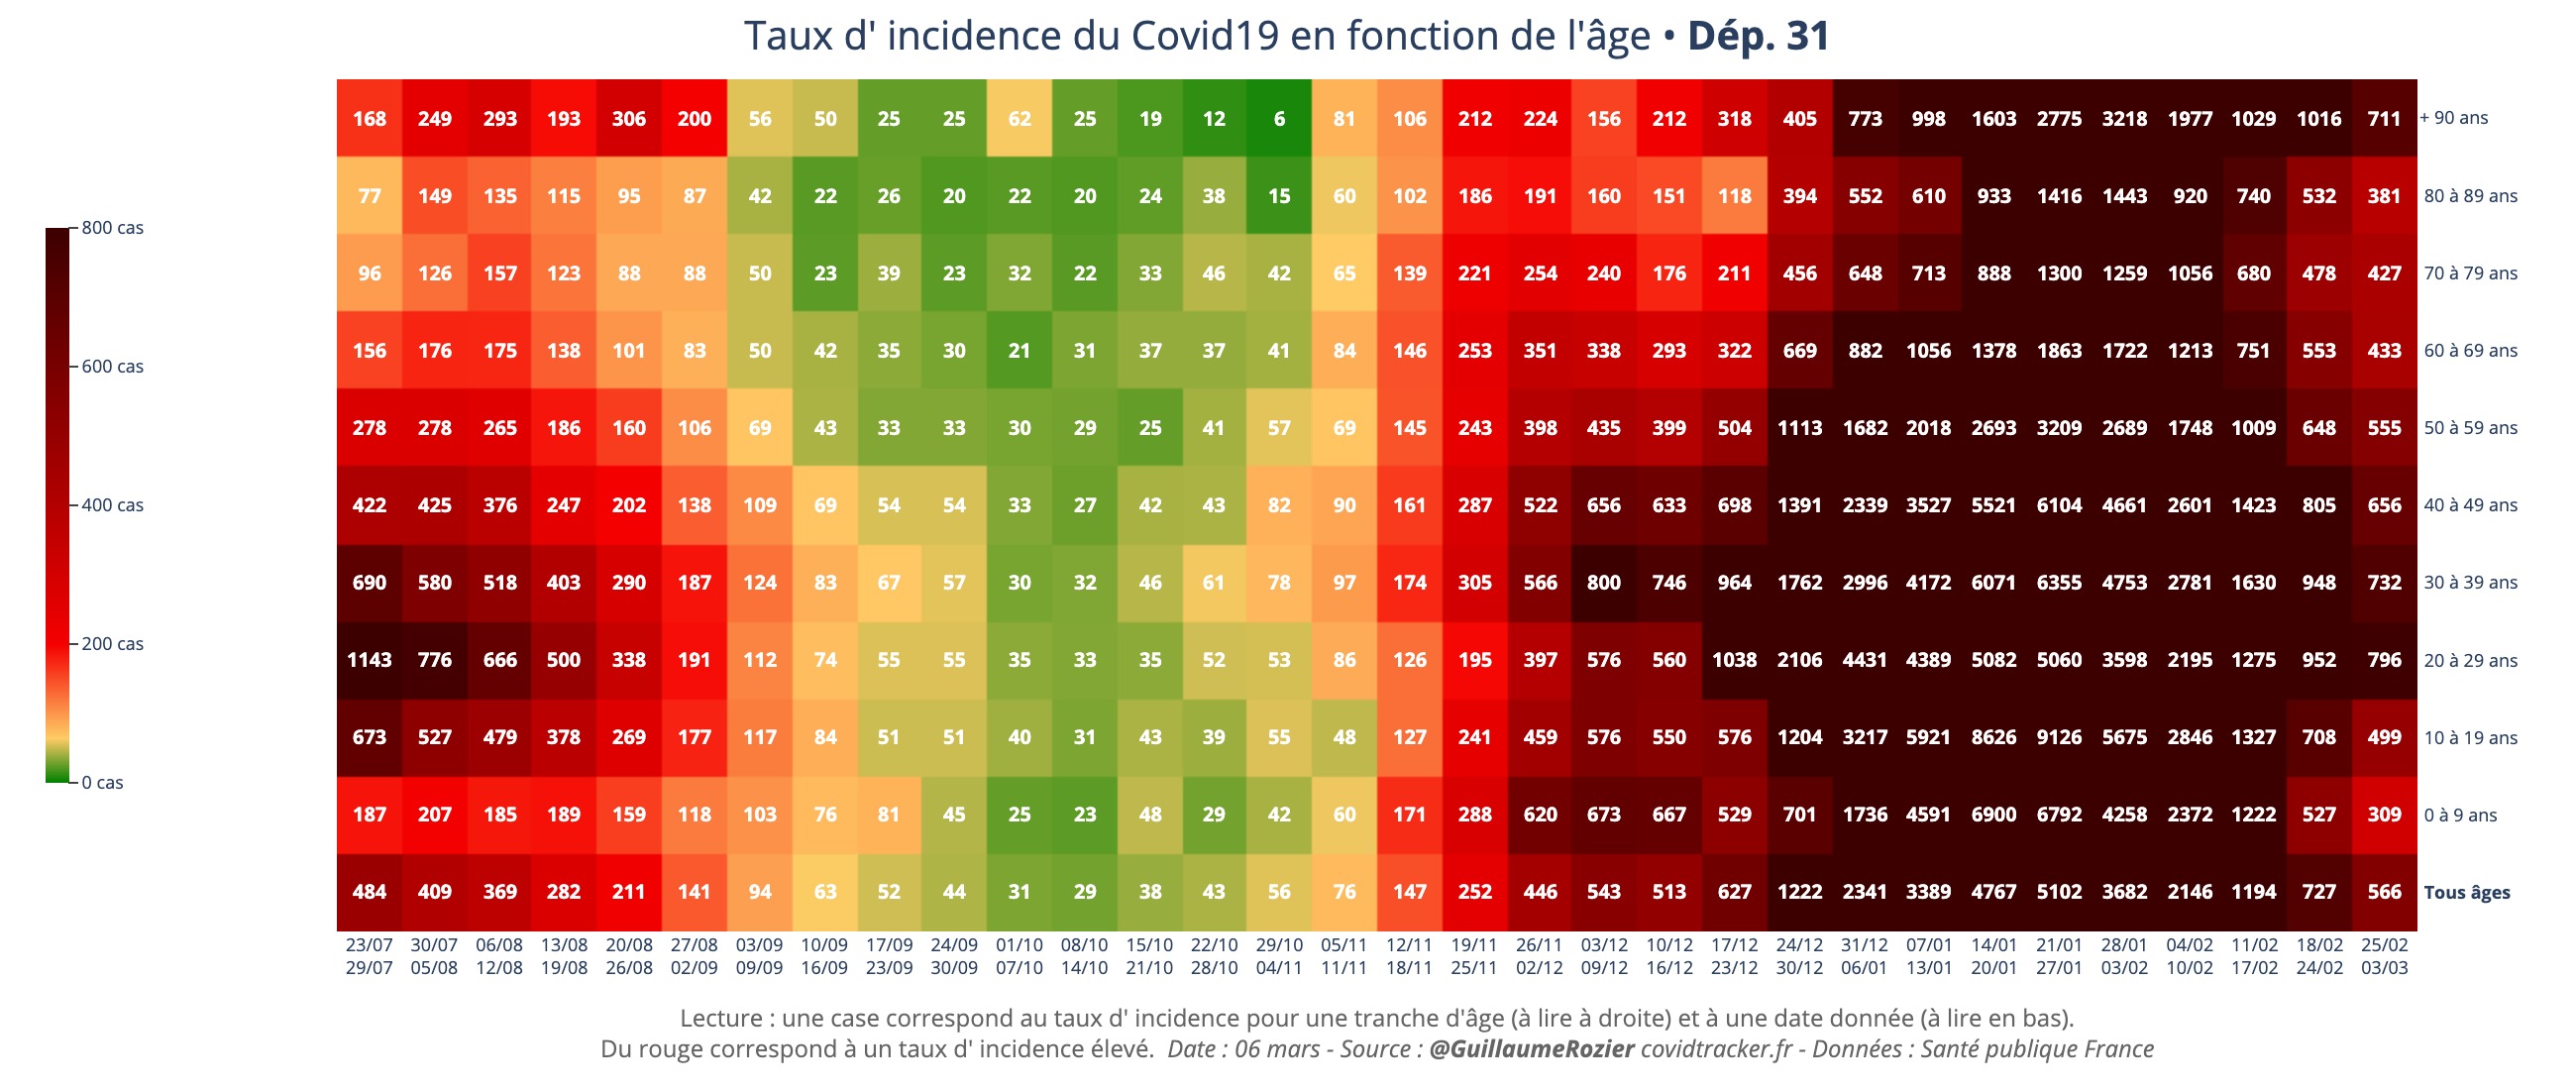 Taux d' incidence du Covid19 en fonction de l'âge • Dép. 31
800 cas
600 cas
400 cas
200 cas
0 cas
168 249 293 193 306 200 56 50 25 25 62 25 19 12 6 81 106 212 224 156 212 318 405 773 998 1603 2775 3218 1977 1029 1016 711 + 90 ans
77 149 135 115 95 87 42 22 26 20 22 20 24 38 15 60 102 186 191 160 151 118 394 552 610 933 1416 1443 920 740 532 381 80 à 89 ans
96 126 157 123 88 88 50 23 39 23 32 22 33 46 42 65 139 221 254 240 176 211 456 648 713 888 1300 1259 1056 680 478 427 70 à 79 ans
156 176 175 138 101 83 50 42 35 30 21 31 37 37 41 84 146 253 351 338 293 322 669 882 1056 1378 1863 1722 1213 751 553 433 60 à 69 ans
278 278 265 186 160 106 69 43 33 33 30 29 25 41 57 69 145 243 398 435 399 504 1113 1682 2018 2693 3209 2689 1748 1009 648 555 50 à 59 ans
422 425 376 247 202 138 109 69 54 54 33 27 42 43 82 90 161 287 522 656 633 698 1391 2339 3527 5521 6104 4661 2601 1423 805 656 40 à 49 ans
690 580 518 403 290 187 124 83 67 57 30 32 46 61 78 97 174 305 566 800 746 964 1762 2996 4172 6071 6355 4753 2781 1630 948 732 30 à 39 ans
1143 776 666 500 338 191 112 74 55 55 35 33 35 52 53 86 126 195 397 576 560 1038 2106 4431 4389 5082 5060 3598 2195 1275 952 796 20 à 29 ans
673 527 479 378 269 177 117 84 51 51 40 31 43 39 55 48 127 241 459 576 550 576 1204 3217 5921 8626 9126 5675 2846 1327 708 499 10 à 19 ans
187 207 185 189 159 118 103 76 81 45 25 23 48 29 42 60 171 288 620 673 667 529 701 1736 4591 6900 6792 4258 2372 1222 527 309 0 à 9 ans
484 409 369 282 211 141 94 63 52 44 31 29 38 43 56 76 147 252 446 543 513 627 1222 2341 3389 4767 5102 3682 2146 1194 727 566 Tous âges
23/07 30/07 06/08 13/08 20/08 27/08 03/09 10/09 17/09 24/09 01/10 08/10 15/10 22/10 29/10 05/11 12/11 19/11 26/11 03/12 10/12 17/12 24/12 31/12 07/01 14/01 21/01 28/01 04/02 11/02 18/02 25/02
29/07 05/08 12/08 19/08 26/08 02/09 09/09 16/09 23/09 30/09 07/10 14/10 21/10 28/10 04/11 11/11 18/11 25/11 02/12 09/12 16/12 23/12 30/12 06/01 13/01 20/01 27/01 03/02 10/02 17/02 24/02 03/03
Lecture : une case correspond au taux d' incidence pour une tranche d'âge (à lire à droite) et à une date donnée (à lire en bas).
Du rouge correspond à un taux d' incidence élevé. Date : 06 mars - Source : @GuillaumeRozier covidtracker.fr - Données : Santé publique France